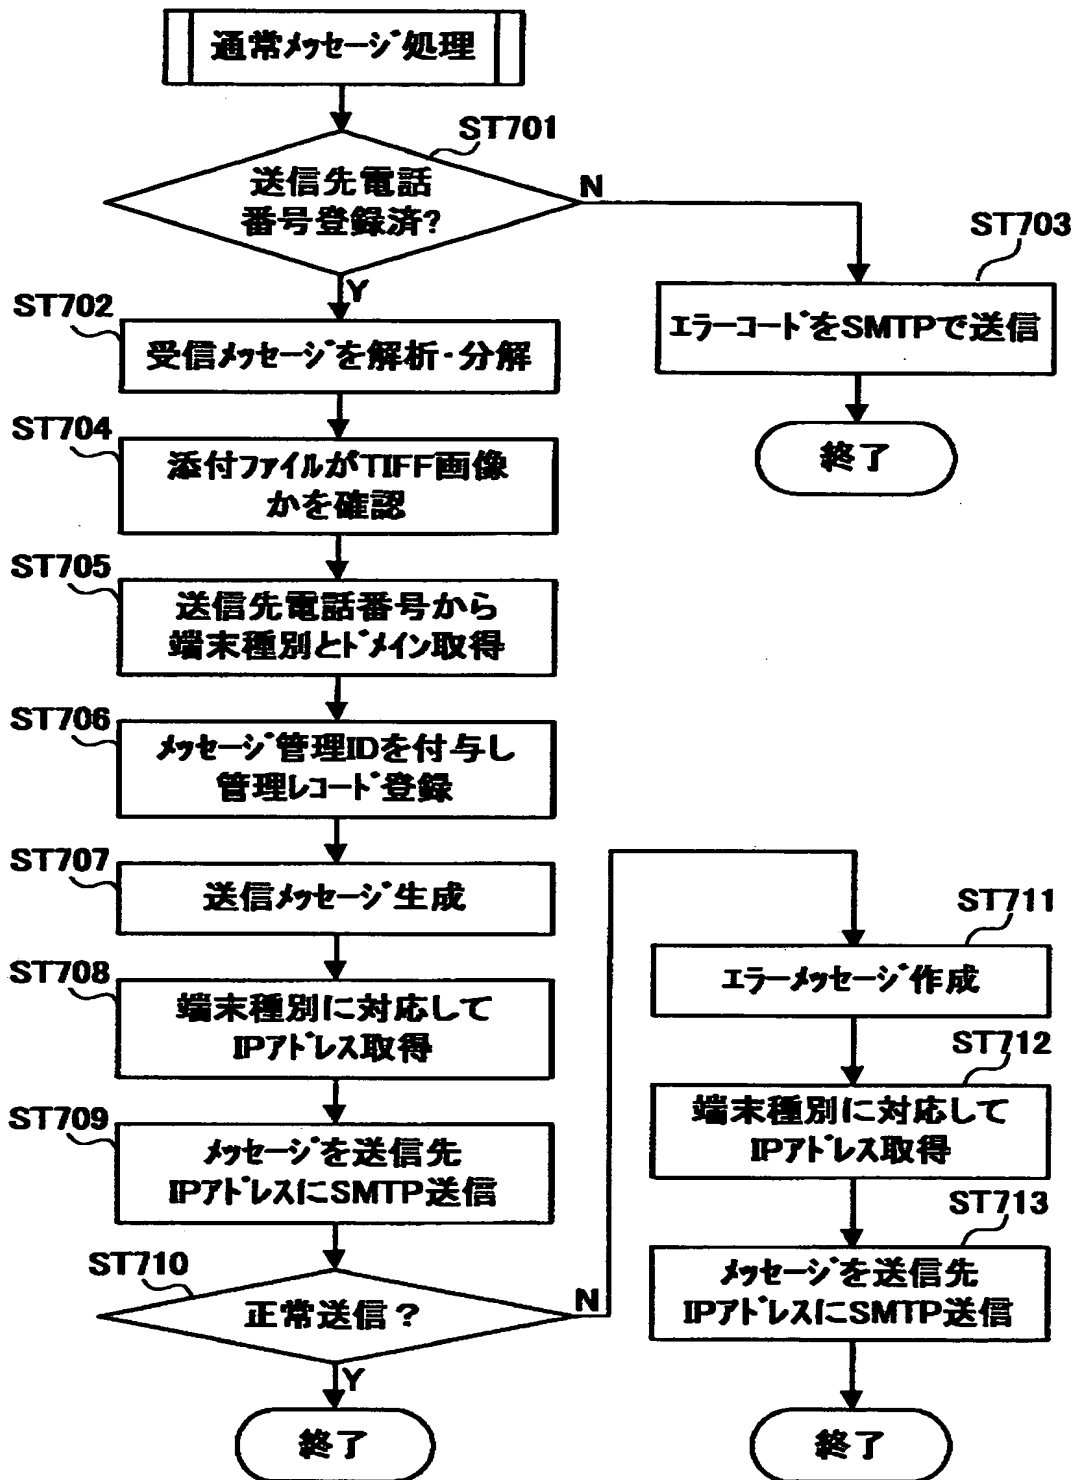 通常メッセージ処理
ST701
送信先電話
番号登録済?
N
Y
ST703
エラーコードをSMTPで送信
終了
ST702
受信メッセージを解析・分解
ST704
添付ファイルがTIFF画像
かを確認
ST705
送信先電話番号から
端末種別とドメイン取得
ST706
メッセージ管理IDを付与し
管理レコード登録
ST707
送信メッセージ生成
ST708
端末種別に対応して
IPアドレス取得
ST709
メッセージを送信先
IPアドレスにSMTP送信
ST710
正常送信?
N
Y
終了
ST711
エラーメッセージ作成
ST712
端末種別に対応して
IPアドレス取得
ST713
メッセージを送信先
IPアドレスにSMTP送信
終了